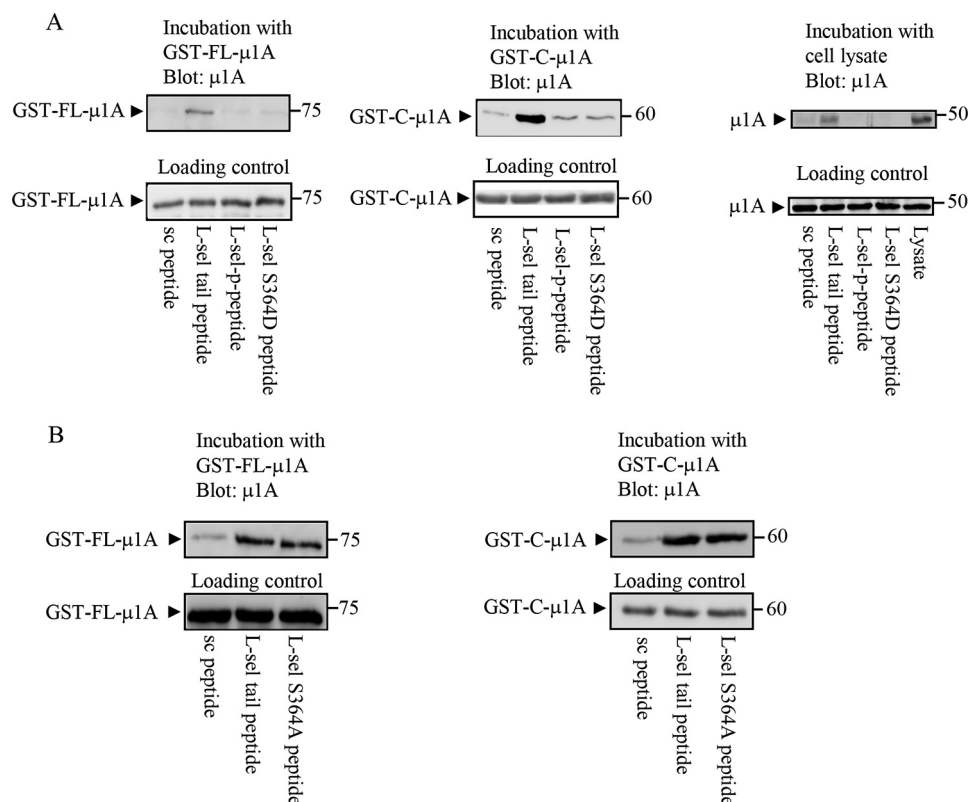 A
Incubation with
GST-FL-μ1A
Blot: μ1A
GST-FL-μ1A
75
Loading control
GST-FL-μ1A
75
sc peptide
L-sel tail peptide
L-sel-p-peptide
L-sel S364D peptide
Incubation with
GST-C-μ1A
Blot: μ1A
GST-C-μ1A
60
Loading control
GST-C-μ1A
60
sc peptide
L-sel tail peptide
L-sel-p-peptide
L-sel S364D peptide
Incubation with
cell lysate
Blot: μ1A
μ1A
50
Loading control
μ1A
50
sc peptide
L-sel tail peptide
L-sel-p-peptide
L-sel S364D peptide
Lysate
B
Incubation with
GST-FL-μ1A
Blot: μ1A
GST-FL-μ1A
75
Loading control
GST-FL-μ1A
75
sc peptide
L-sel tail peptide
L-sel S364A peptide
Incubation with
GST-C-μ1A
Blot: μ1A
GST-C-μ1A
60
Loading control
GST-C-μ1A
60
sc peptide
L-sel tail peptide
L-sel S364A peptide